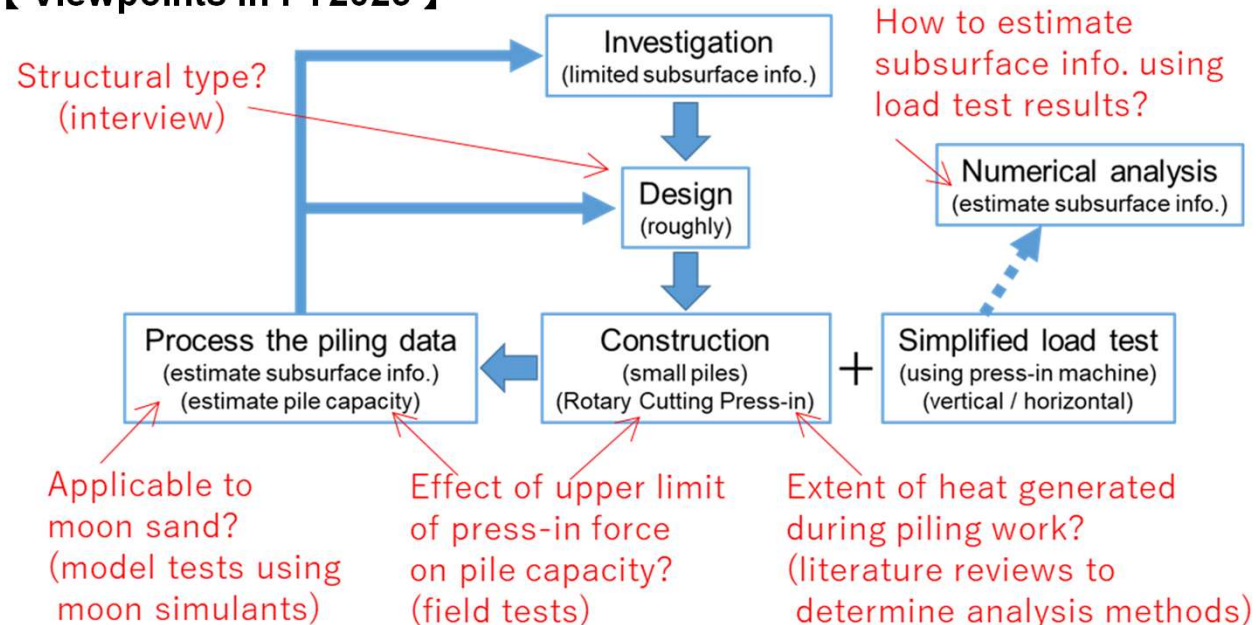 Structural type?
(interview)
Investigation
(limited subsurface info.)
How to estimate
subsurface info. using
load test results?
Design
(roughly)
Numerical analysis
(estimate subsurface info.)
Process the piling data
(estimate subsurface info.)
(estimate pile capacity)
Construction
(small piles)
(Rotary Cutting Press-in)
+
Simplified load test
(using press-in machine)
(vertical / horizontal)
Applicable to
moon sand?
(model tests using
moon simulants)
Effect of upper limit
of press-in force
on pile capacity?
(field tests)
Extent of heat generated
during piling work?
(literature reviews to
determine analysis methods)